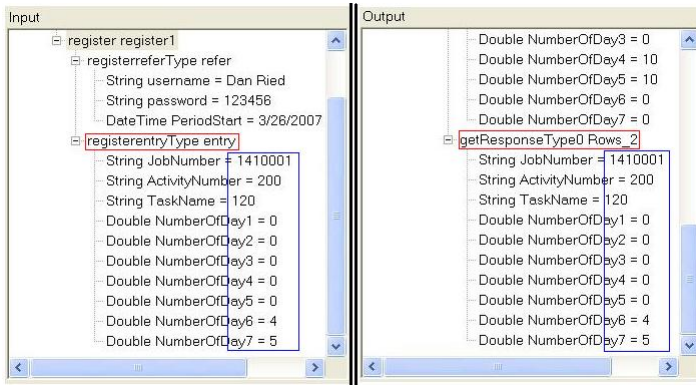 Input
register register1
registerreferType refer
String username = Dan Ried
String password = 123456
DateTime PeriodStart = 3/26/2007
registerentryType entry
String JobNumber = 1410001
String ActivityNumber = 200
String TaskName = 120
Double NumberOfDay1 = 0
Double NumberOfDay2 = 0
Double NumberOfDay3 = 0
Double NumberOfDay4 = 0
Double NumberOfDay5 = 0
Double NumberOfDay6 = 4
Double NumberOfDay7 = 5
Output
Double NumberOfDay3 = 0
Double NumberOfDay4 = 10
Double NumberOfDay5 = 10
Double NumberOfDay6 = 0
Double NumberOfDay7 = 0
getResponseType0 Rows_2
String JobNumber = 1410001
String ActivityNumber = 200
String TaskName = 120
Double NumberOfDay1 = 0
Double NumberOfDay2 = 0
Double NumberOfDay3 = 0
Double NumberOfDay4 = 0
Double NumberOfDay5 = 0
Double NumberOfDay6 = 4
Double NumberOfDay7 = 5